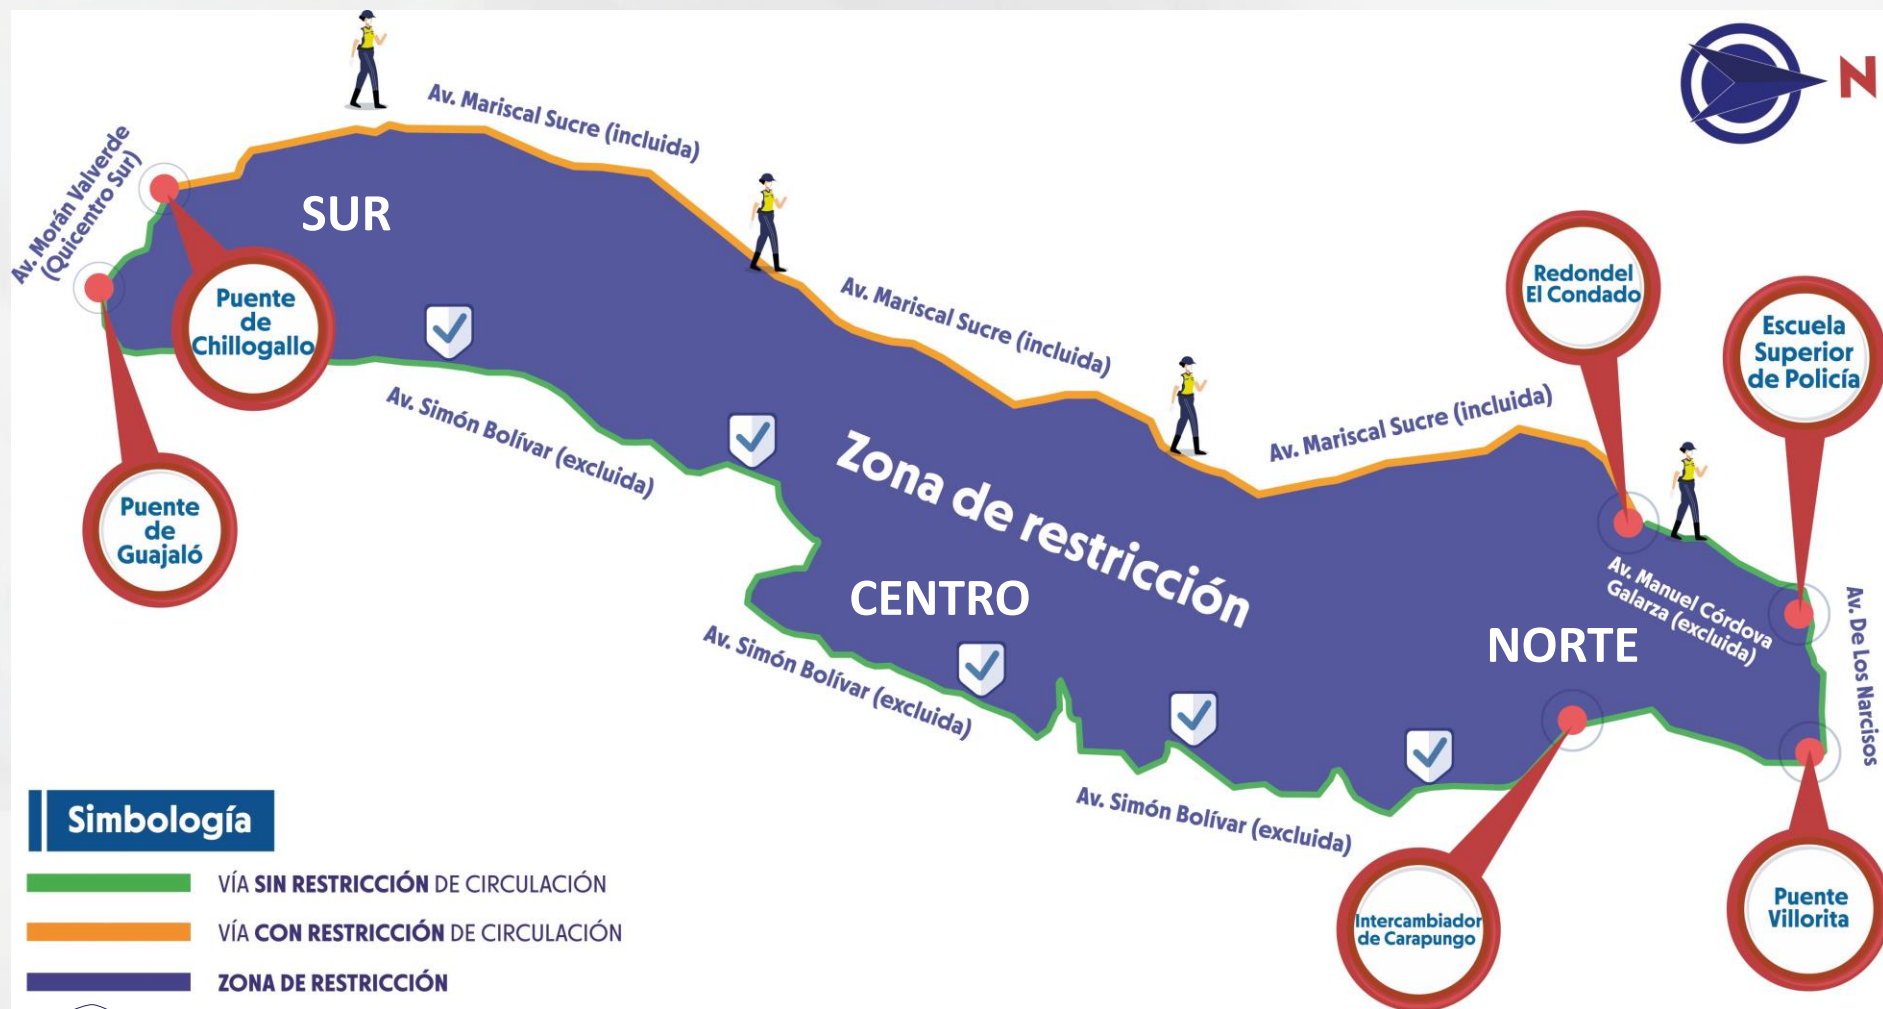 N
Av. Mariscal Sucre (incluida)
Av. Morán Valverde
(Quicentro Sur)
SUR
Puente
de
Chillogallo
Av. Mariscal Sucre (incluida)
Redondel
El Condado
Escuela
Superior
de Policía
Av. Simón Bolívar (excluida)
Av. Mariscal Sucre (incluida)
Zona de restricción
Puente
de
Guajaló
CENTRO
Av. Manuel Córdova
Galarza (excluida)
NORTE
Av. De Los Narcisos
Av. Simón Bolívar (excluida)
Av. Simón Bolívar (excluida)
Intercambiador
de Carapungo
Puente
Villorita
Simbología
VÍA SIN RESTRICCIÓN DE CIRCULACIÓN
VÍA CON RESTRICCIÓN DE CIRCULACIÓN
ZONA DE RESTRICCIÓN